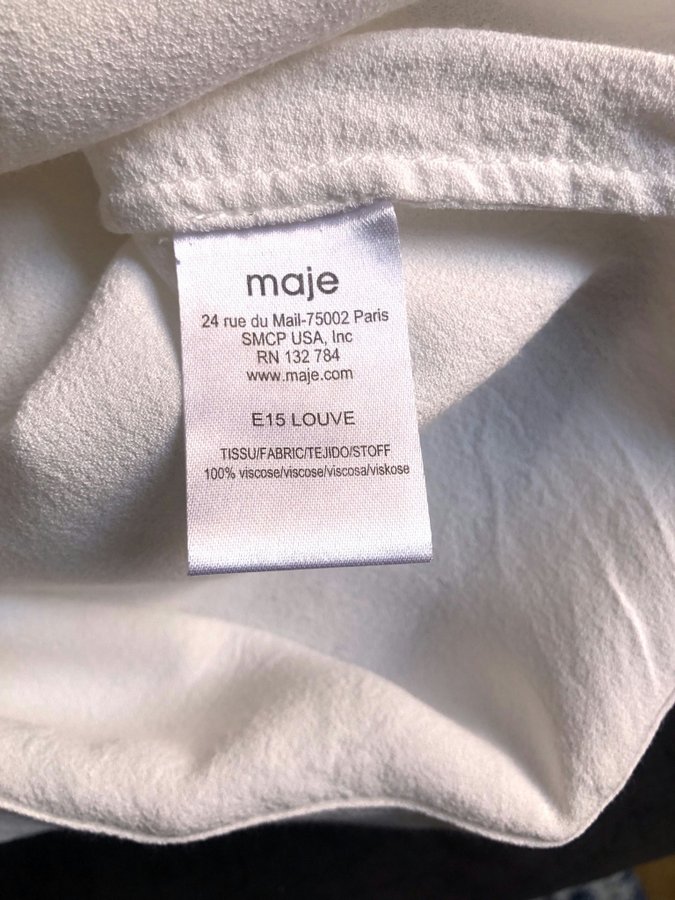 maje
24 rue du Mail-75002 Paris
SMCP USA, Inc
RN 132 784
www.maje.com
E15 LOUVE
TISSU/FABRIC/TEJIDO/STOFF
100% viscose/viscose/viscosa/viskose